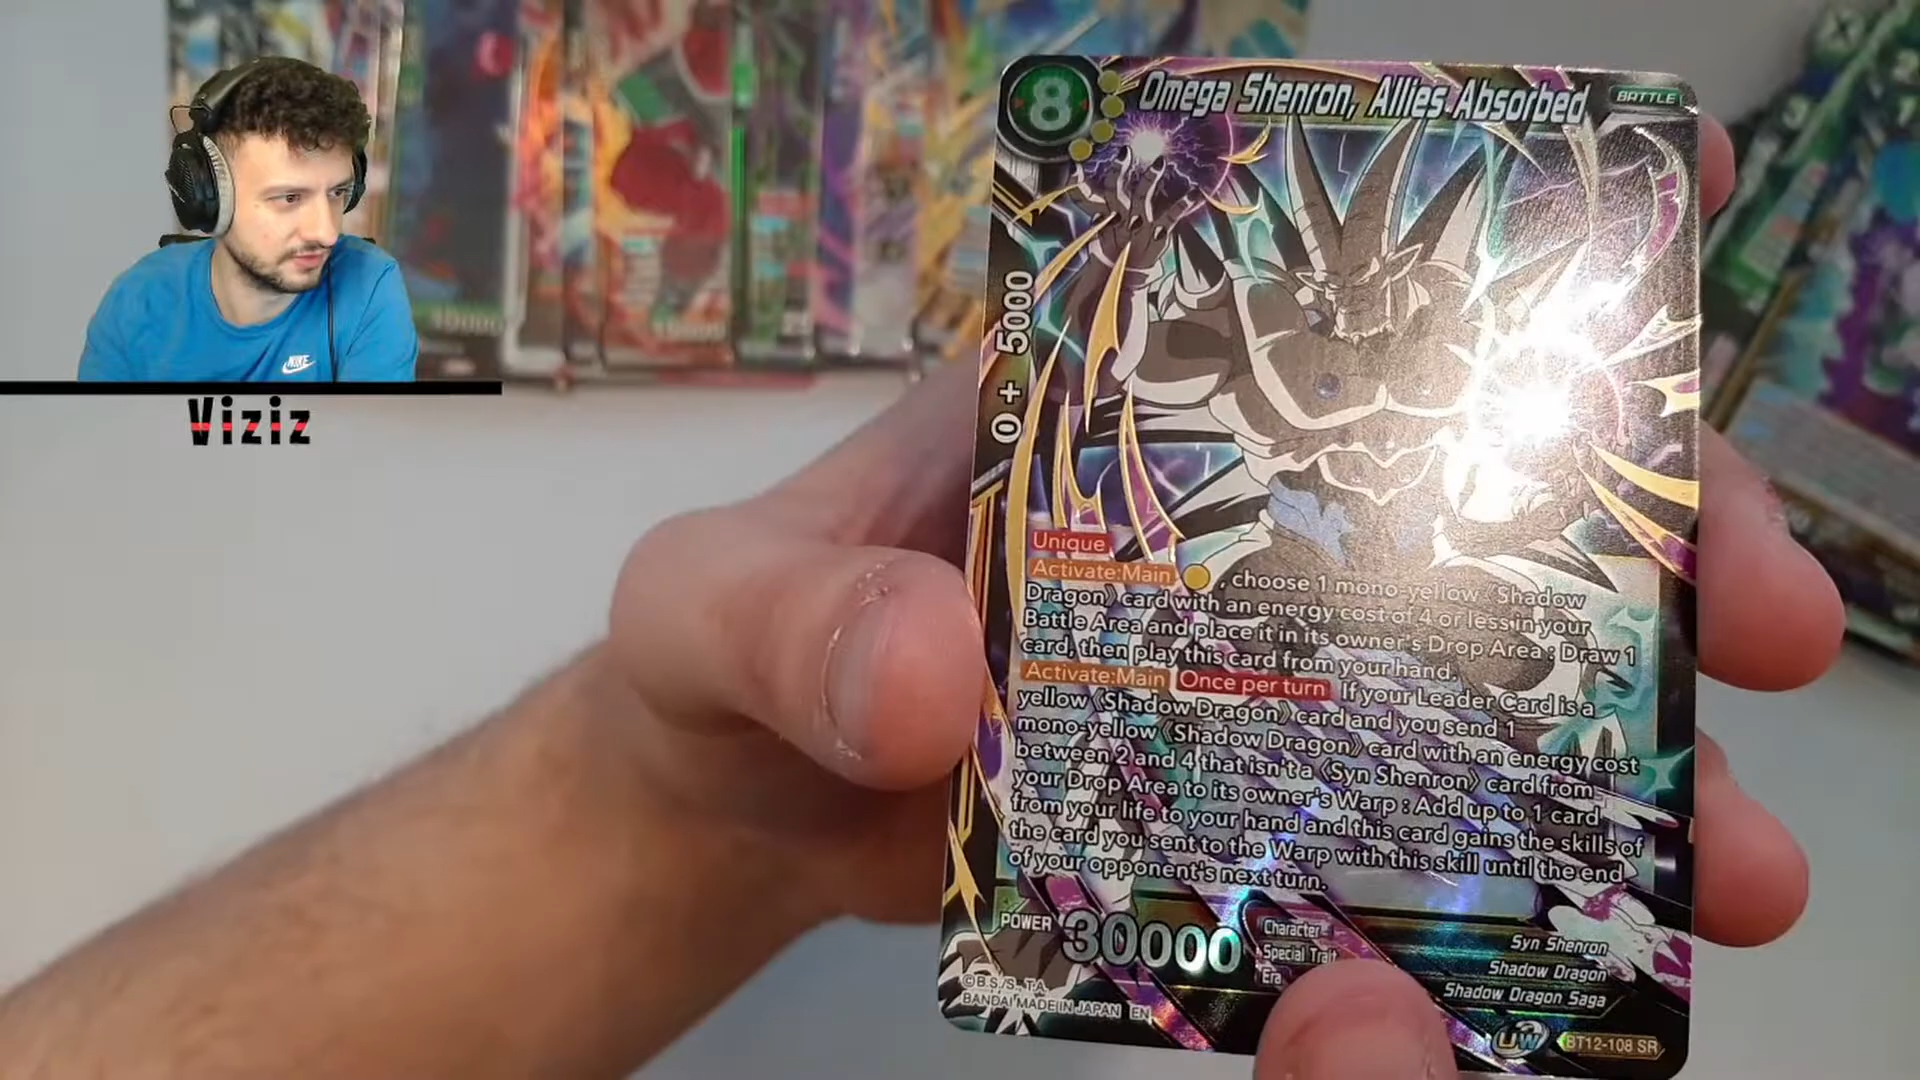 NIKE
Viziz
8
Omega Shenron, Allies Absorbed
BATTLE
0 + 5000
Unique
Activate:Main , choose 1 mono-yellow 《Shadow
Dragon》 card with an energy cost of 4 or less in your
Battle Area and place it in its owner's Drop Area : Draw 1
card, then play this card from your hand.
Activate:Main Once per turn If your Leader Card is a
yellow 《Shadow Dragon》 card and you send 1
mono-yellow 《Shadow Dragon》 card with an energy cost
between 2 and 4 that isn't a 〈Syn Shenron〉 card from
your Drop Area to its owner's Warp : Add up to 1 card
from your life to your hand and this card gains the skills of
the card you sent to the Warp with this skill until the end
of your opponent's next turn.
POWER 30000
Character
Special Trait
Era
Syn Shenron
Shadow Dragon
Shadow Dragon Saga
© B.S./S., T.A.
BANDAI MADE IN JAPAN EN
UW
BT12-108 SR